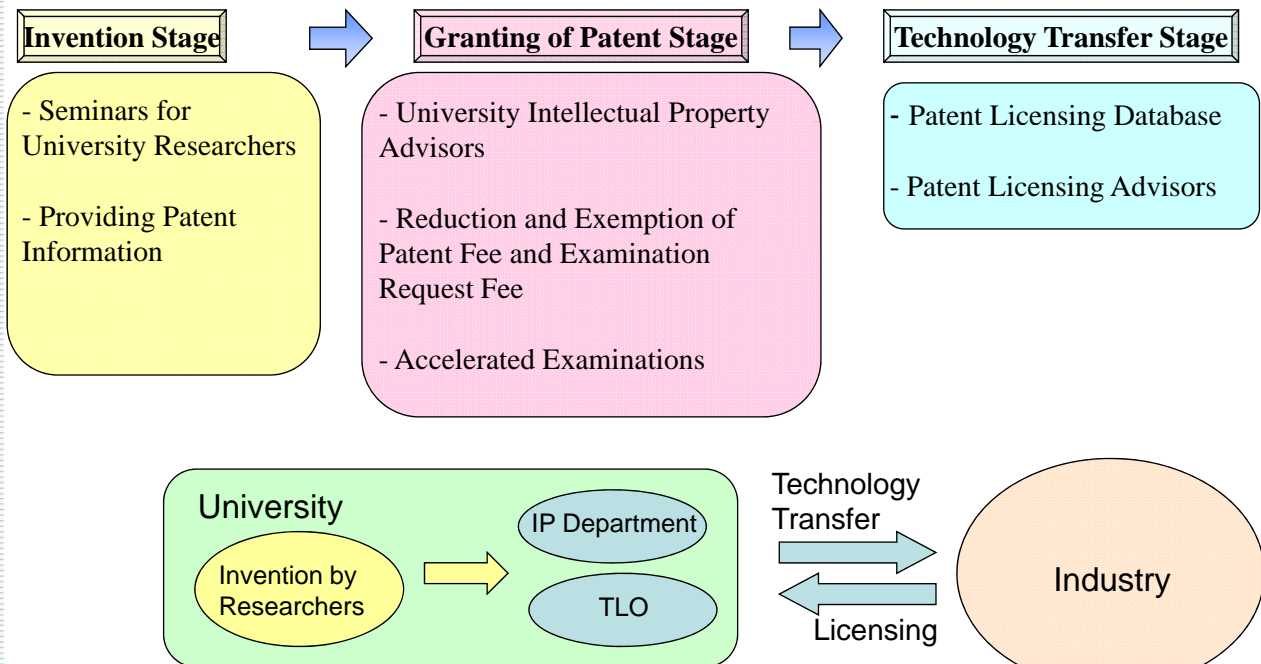 Invention Stage
Granting of Patent Stage
Technology Transfer Stage
- Seminars for
University Researchers
- Providing Patent
Information
- University Intellectual Property
Advisors
- Reduction and Exemption of
Patent Fee and Examination
Request Fee
- Accelerated Examinations
- Patent Licensing Database
- Patent Licensing Advisors
University
Invention by
Researchers
IP Department
TLO
Technology
Transfer
Licensing
Industry